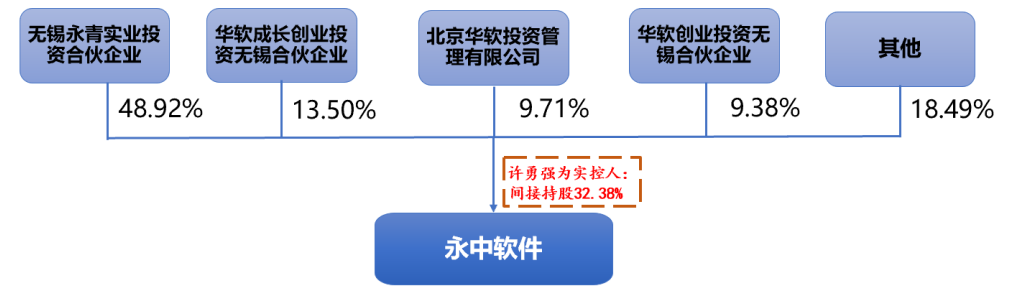 无锡永青实业投
资合伙企业
华软成长创业投
资无锡合伙企业
北京华软投资管
理有限公司
华软创业投资无
锡合伙企业
其他
48.92%
13.50%
9.71%
9.38%
18.49%
许勇强为实控人：
间接持股32.38%
永中软件